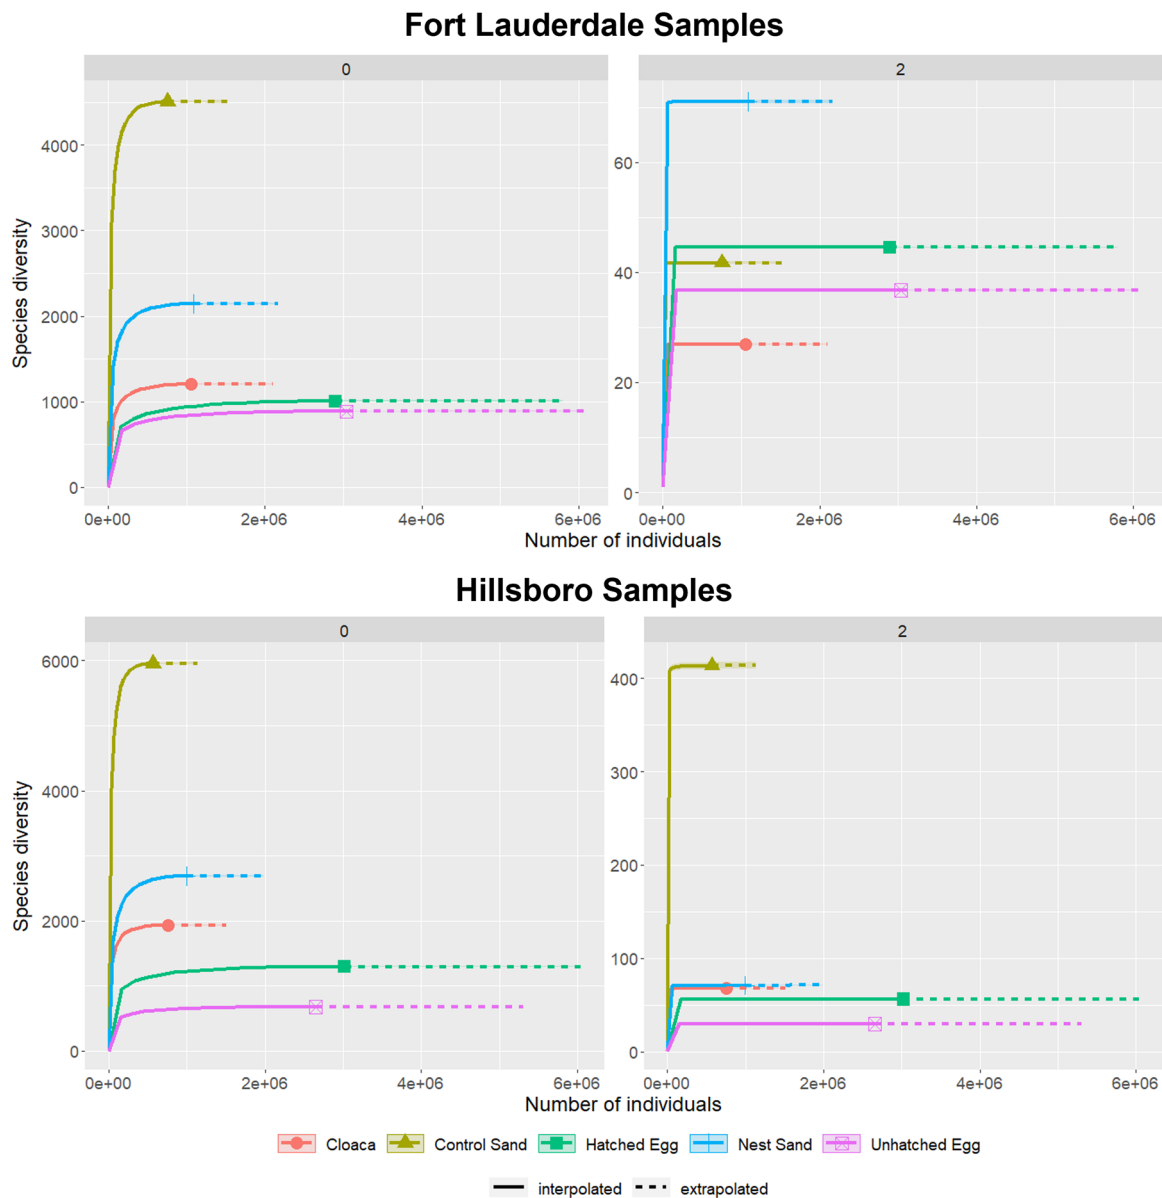 Fort Lauderdale Samples
0
2
Species diversity
4000
3000
2000
1000
0
60
40
20
0
0e+00 2e+06 4e+06 6e+06
0e+00 2e+06 4e+06 6e+06
Number of individuals
Hillsboro Samples
0
2
Species diversity
6000
4000
2000
0
400
300
200
100
0
0e+00 2e+06 4e+06 6e+06
0e+00 2e+06 4e+06 6e+06
Number of individuals
Cloaca Control Sand Hatched Egg Nest Sand Unhatched Egg
interpolated extrapolated